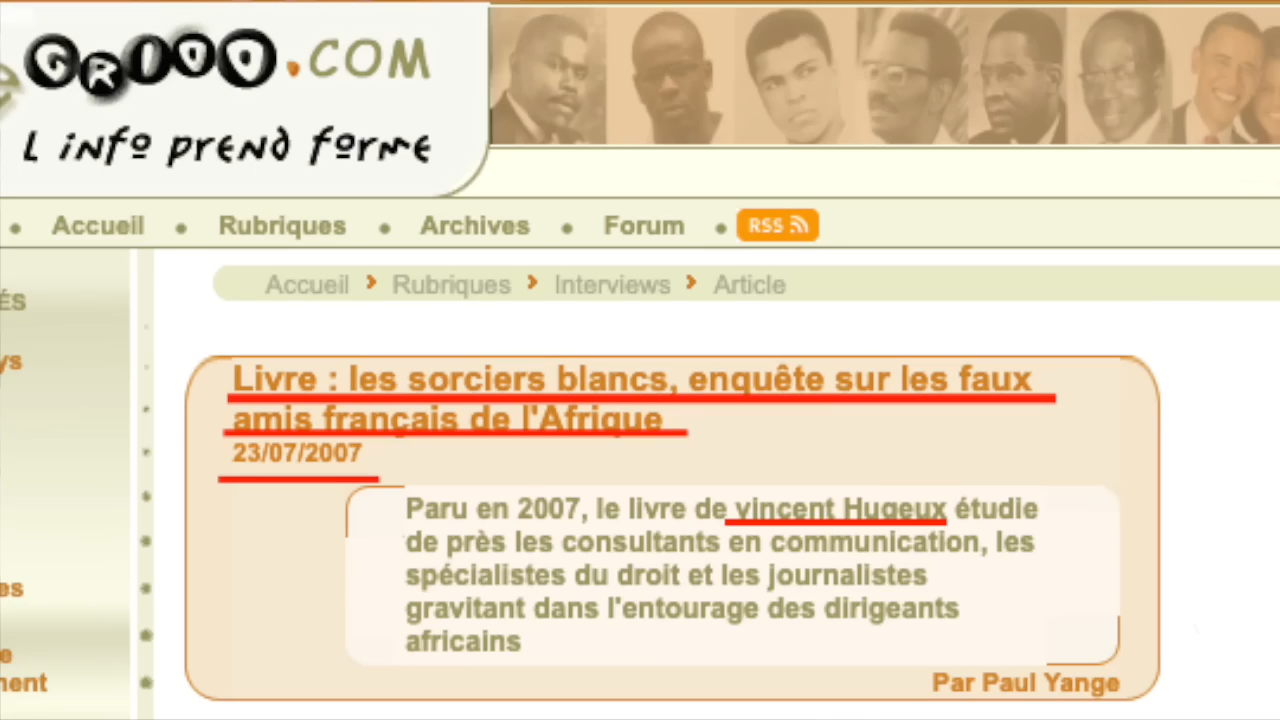 GRIOO.COM
L'info prend forme
Accueil • Rubriques • Archives • Forum • RSS
Accueil › Rubriques › Interviews › Article
Livre : les sorciers blancs, enquête sur les faux
amis français de l'Afrique
23/07/2007
Paru en 2007, le livre de vincent Hugeux étudie
de près les consultants en communication, les
spécialistes du droit et les journalistes
gravitant dans l'entourage des dirigeants
africains
Par Paul Yange